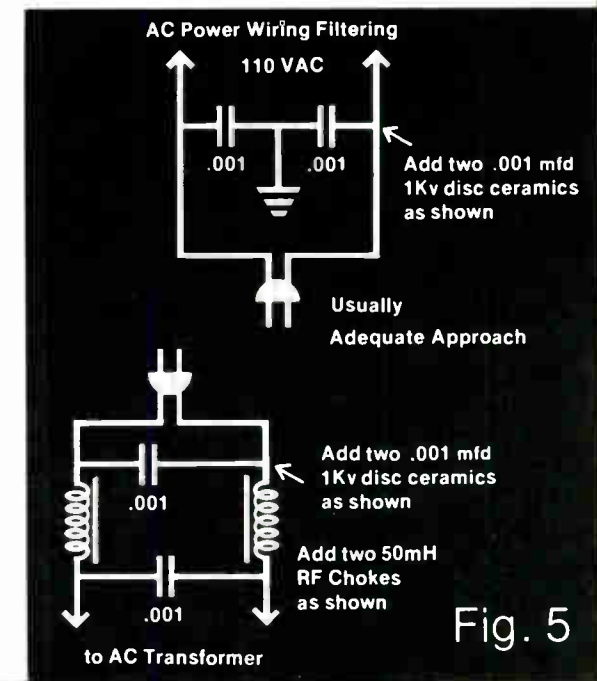 AC Power Wiring Filtering
110 VAC
.001
.001
Add two .001 mfd
1Kv disc ceramics
as shown
Usually
Adequate Approach
Add two .001 mfd
1Kv disc ceramics
as shown
.001
Add two 50mH
RF Chokes
as shown
.001
to AC Transformer
Fig. 5